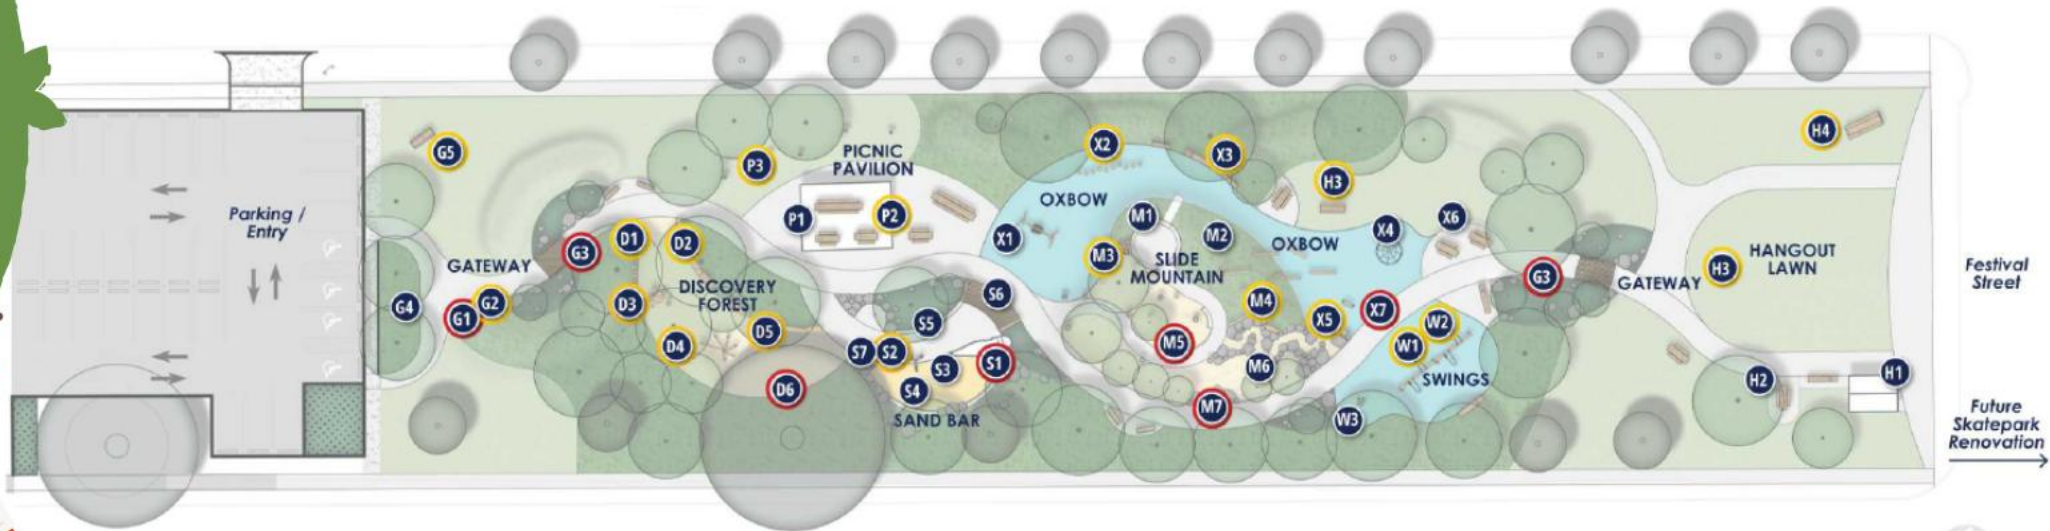 Parking /
Entry
G5
GATEWAY
G4
G1
G2
G3
D1
D2
D3
DISCOVERY
FOREST
D4
D5
D6
P3
PICNIC
PAVILION
P1
P2
S6
S5
S7
S2
S3
S1
S4
SAND BAR
X2
X3
OXBOW
X1
M1
M2
M3
SLIDE
MOUNTAIN
OXBOW
M4
M5
M6
M7
H3
X4
X6
X5
X7
W2
W1
SWINGS
W3
G3
GATEWAY
H4
H3
HANGOUT
LAWN
H2
H1
Festival
Street
Future
Skatepark
Renovation